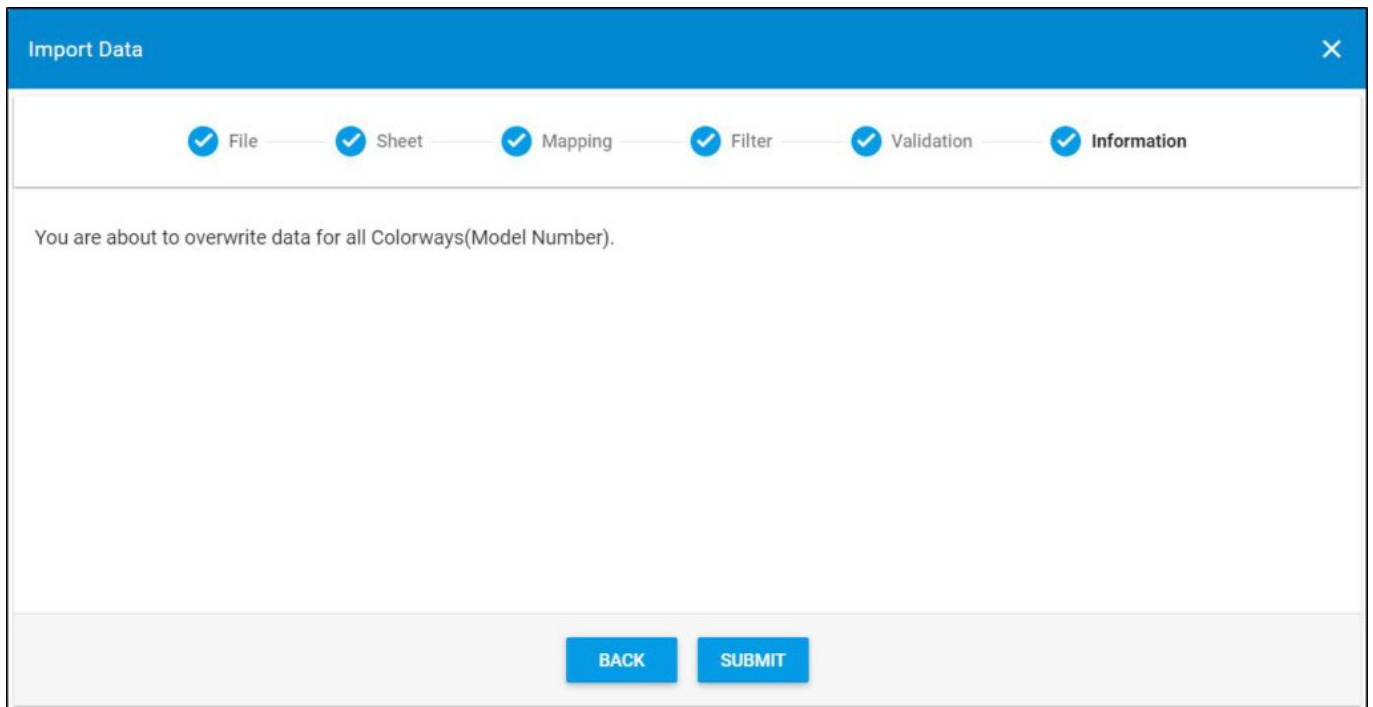 Import Data
File Sheet Mapping Filter Validation Information
You are about to overwrite data for all Colorways(Model Number).
BACK SUBMIT